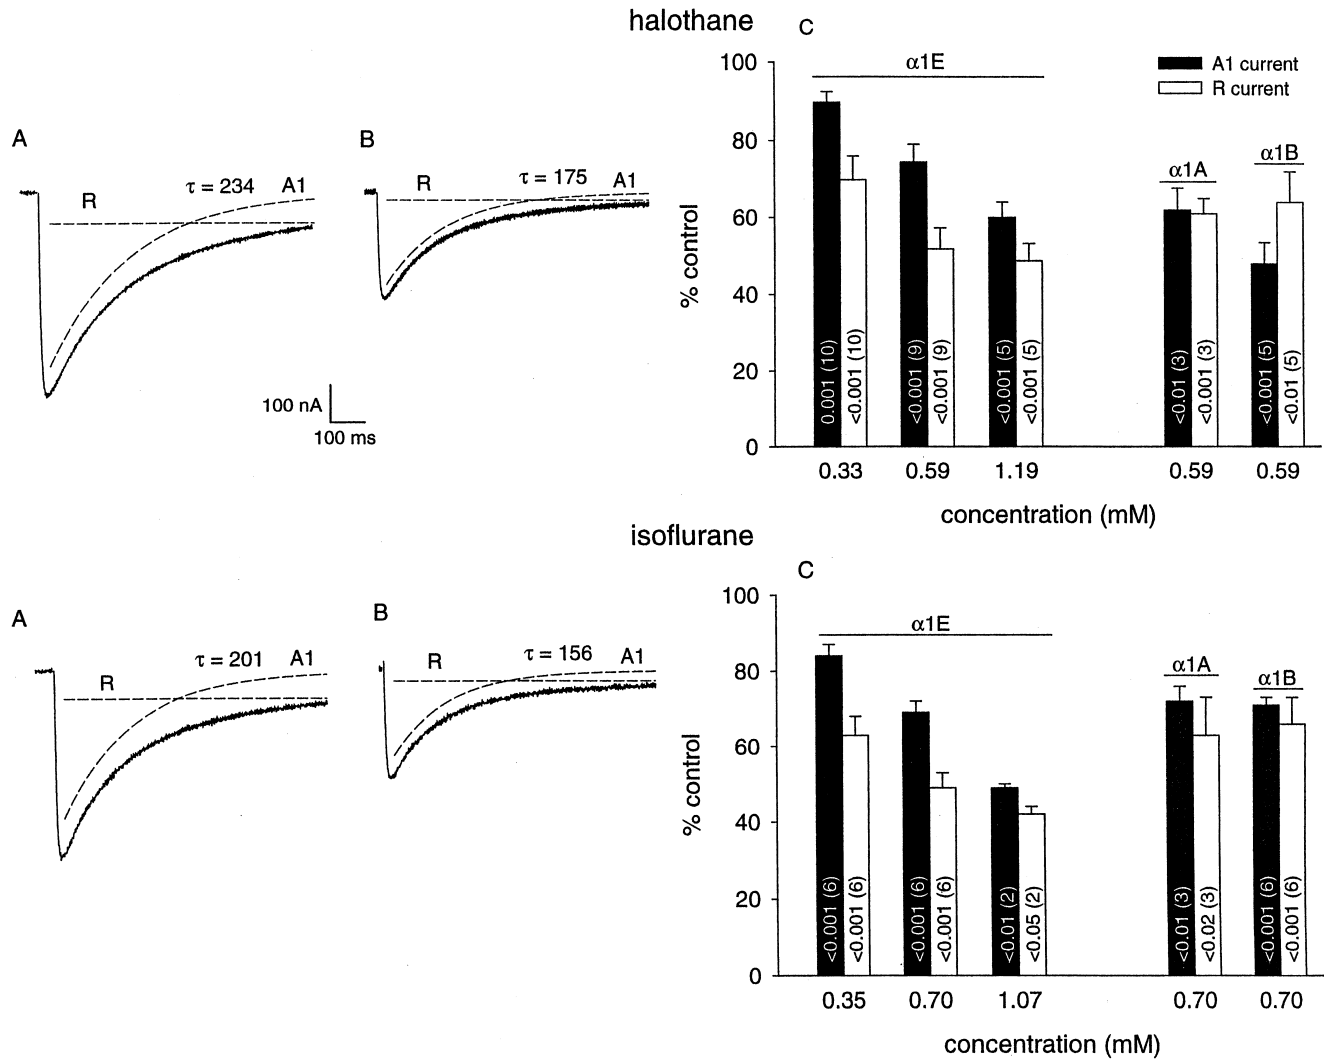 halothane
A
R
τ = 234
A1
100 nA
100 ms
B
R
τ = 175
A1
C
% control
100
80
60
40
20
0
α1E
α1A
α1B
A1 current
R current
0.001 (10)
<0.001 (10)
<0.001 (9)
<0.001 (9)
<0.001 (5)
<0.001 (5)
<0.01 (3)
<0.001 (3)
<0.001 (5)
<0.01 (5)
0.33 0.59 1.19 0.59 0.59
concentration (mM)
isoflurane
A
R
τ = 201
A1
B
R
τ = 156
A1
C
% control
100
80
60
40
20
0
α1E
α1A
α1B
<0.001 (6)
<0.001 (6)
<0.001 (6)
<0.001 (6)
<0.01 (2)
<0.05 (2)
<0.01 (3)
<0.02 (3)
<0.001 (6)
<0.001 (6)
0.35 0.70 1.07 0.70 0.70
concentration (mM)